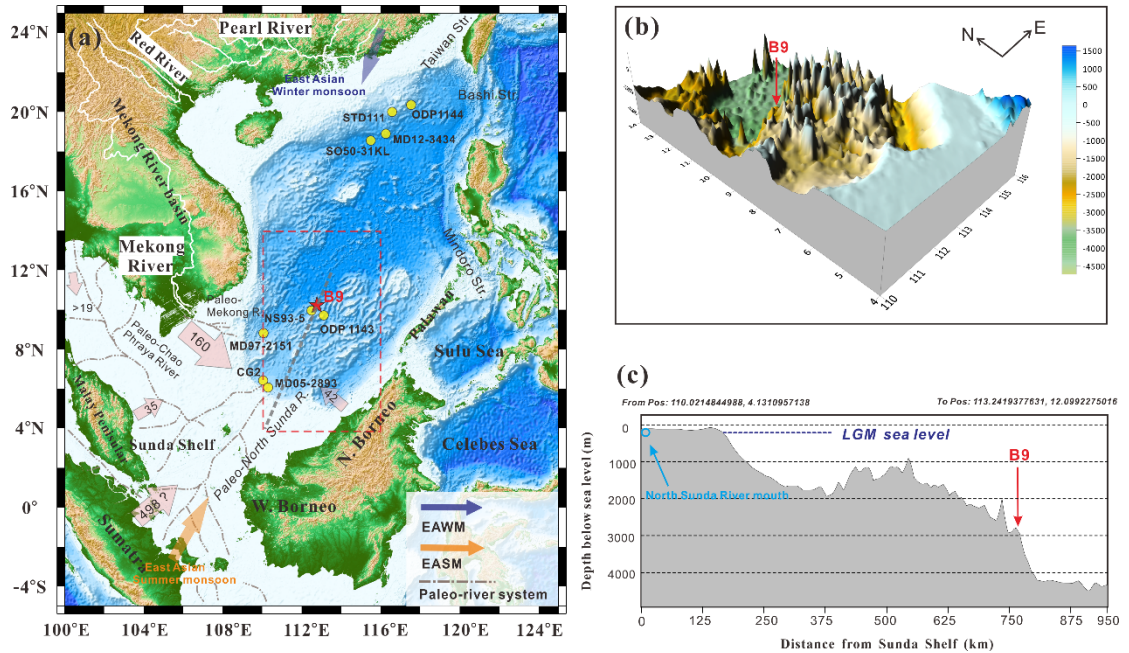 (a)
24°N
20°N
16°N
12°N
8°N
4°N
0°
-4°S
100°E
104°E
108°E
112°E
116°E
120°E
124°E
Pearl River
Red River
Taiwan Str.
East Asian
Winter monsoon
Bashi Str.
STD111
ODP1144
MD12-3434
SO50-31KL
Mekong River basin
Mekong
River
Mindoro Str.
B9
Paleo-
Mekong R.
NS93-5
ODP 1143
>19
Paleo-Chao
Phraya River
160
MD97-2151
Palawan
Sulu Sea
CG2
MD05-2893
42
35
Malay Peninsula
Sunda Shelf
Paleo-North Sunda R.
N. Borneo
Celebes Sea
498 ?
W. Borneo
Sumatra
East Asian
Summer monsoon
EAWM
EASM
Paleo-river system
(b)
N
E
B9
1500
1000
500
0
-500
-1000
-1500
-2000
-2500
-3000
-3500
-4000
-4500
14
13
12
10
9
8
7
6
5
4
110
111
112
113
114
115
116
(c)
From Pos: 110.0214844988, 4.1310957138
To Pos: 113.2419377631, 12.0992275016
Depth below sea level (m)
0
1000
2000
3000
4000
LGM sea level
North Sunda River mouth
B9
0
125
250
375
500
625
750
875
950
Distance from Sunda Shelf (km)